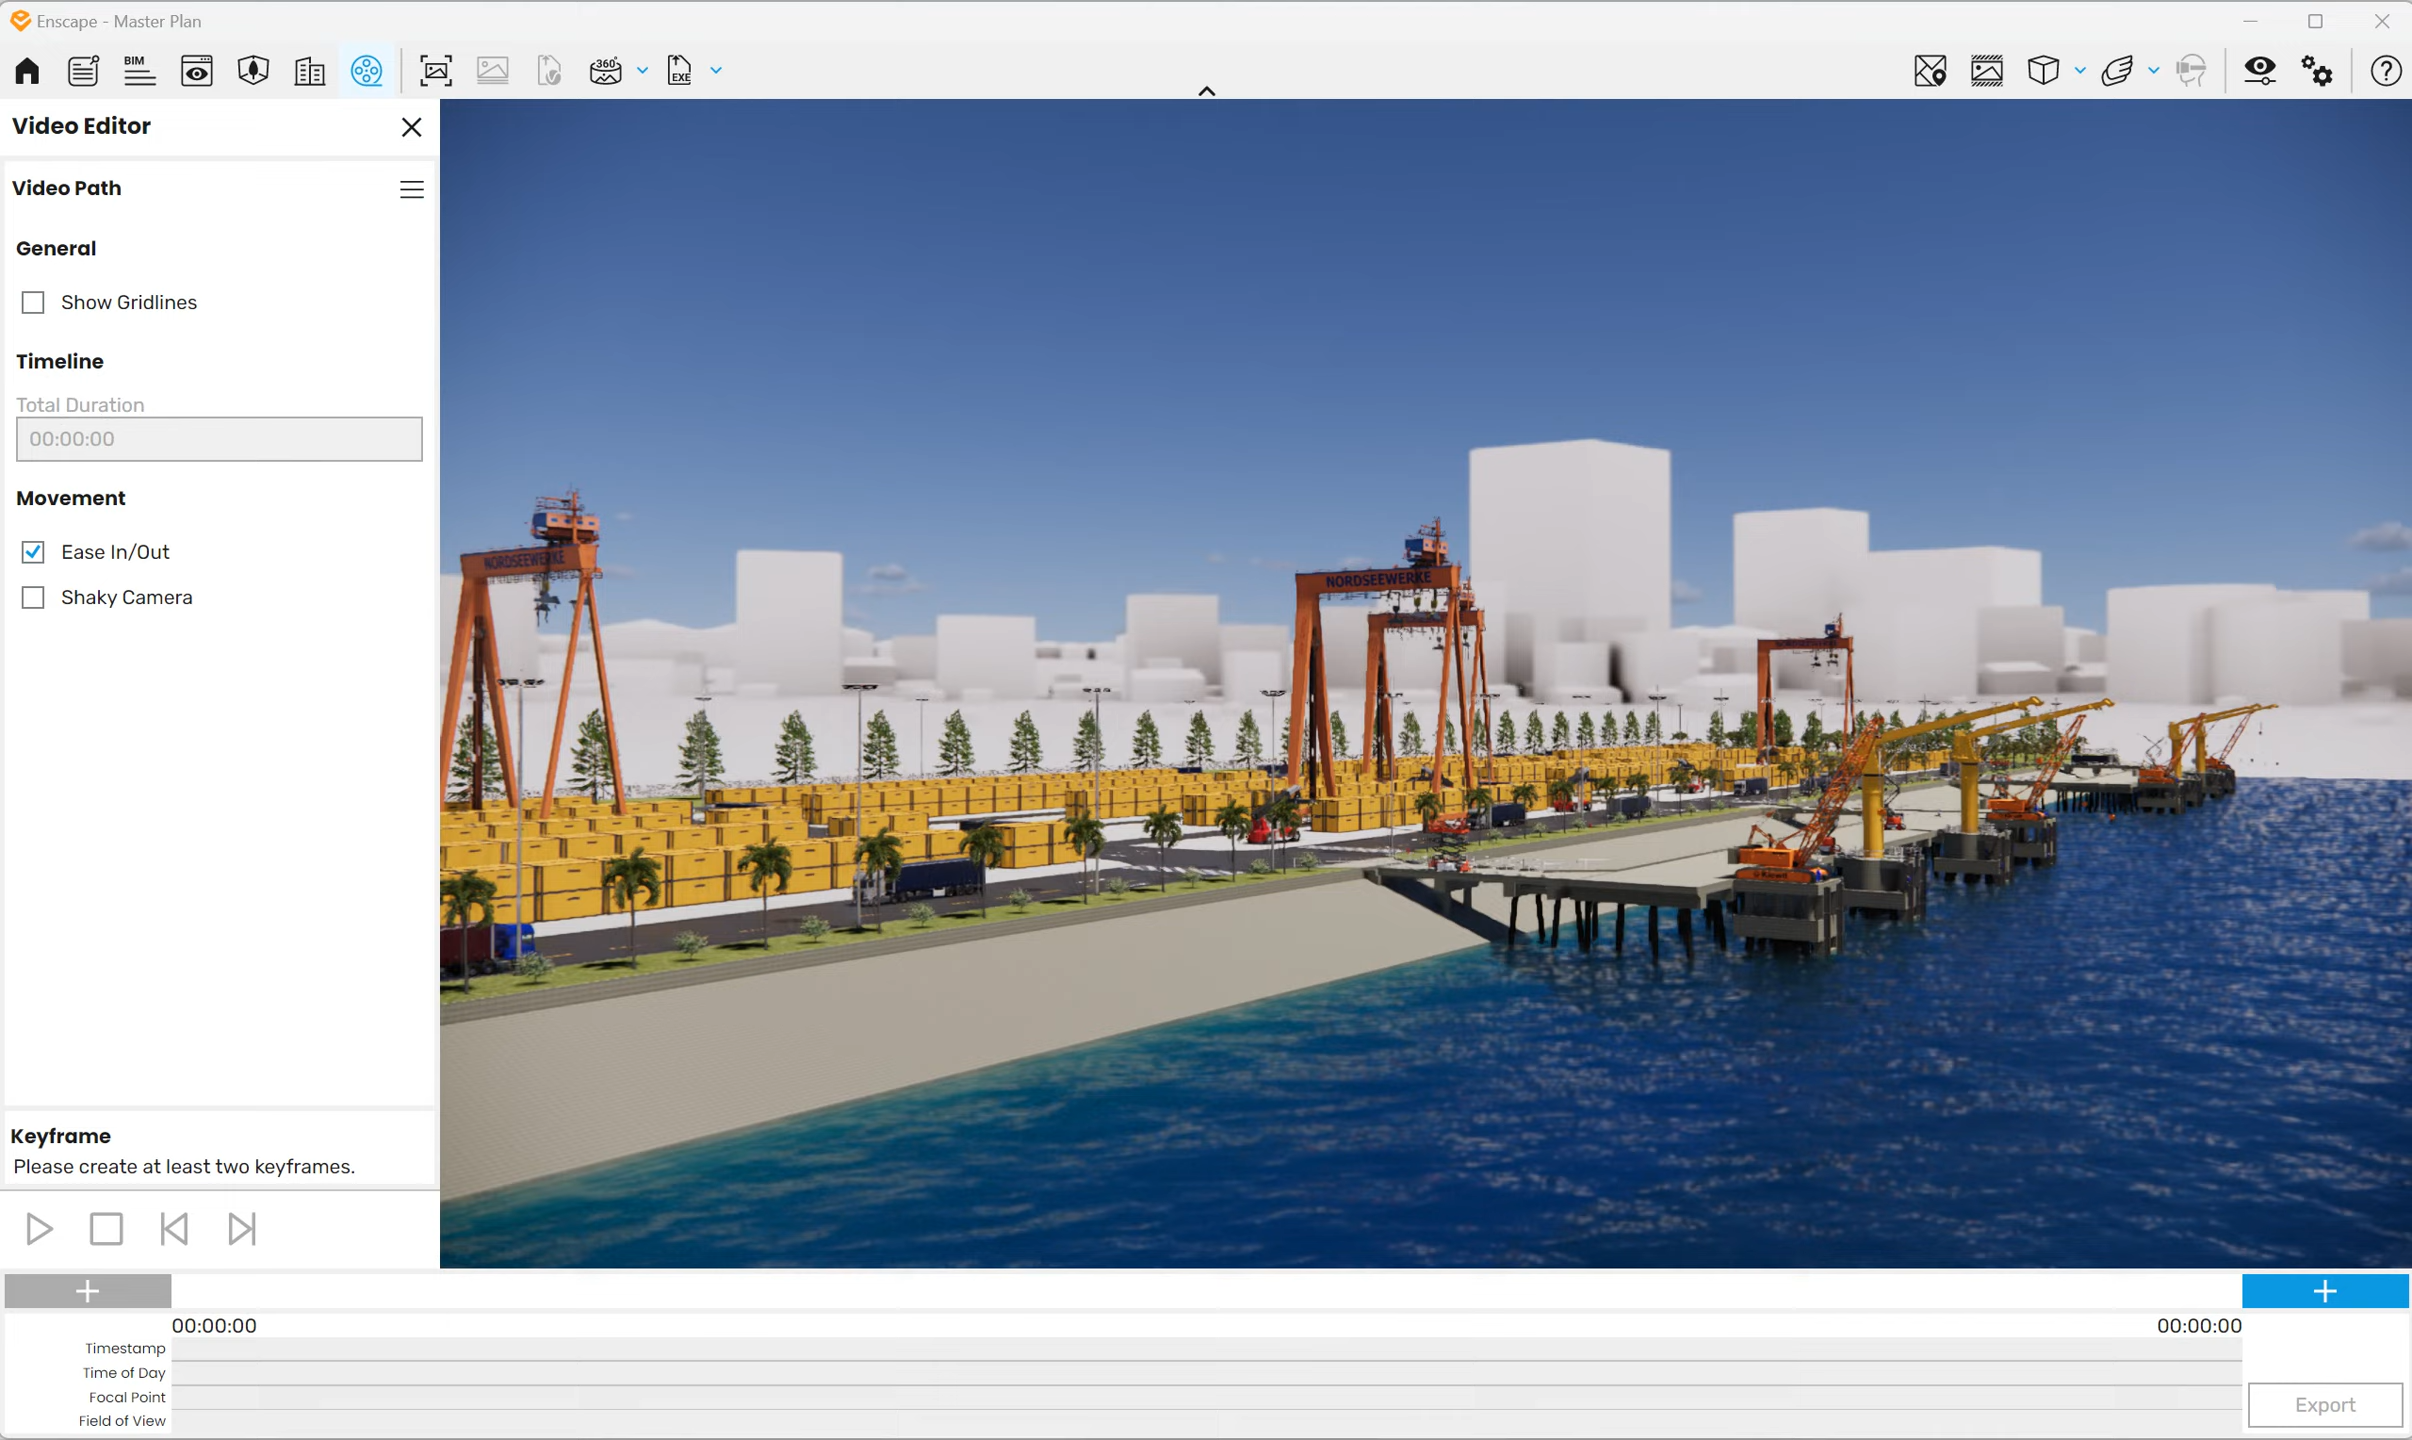 Enscape - Master Plan
BIM
360°
EXE
Video Editor
Video Path
General
Show Gridlines
Timeline
Total Duration
00:00:00
Movement
Ease In/Out
Shaky Camera
NORDSEEWERKE
NORDSEEWERKE
Keyframe
Please create at least two keyframes.
00:00:00
00:00:00
Timestamp
Time of Day
Focal Point
Field of View
Export